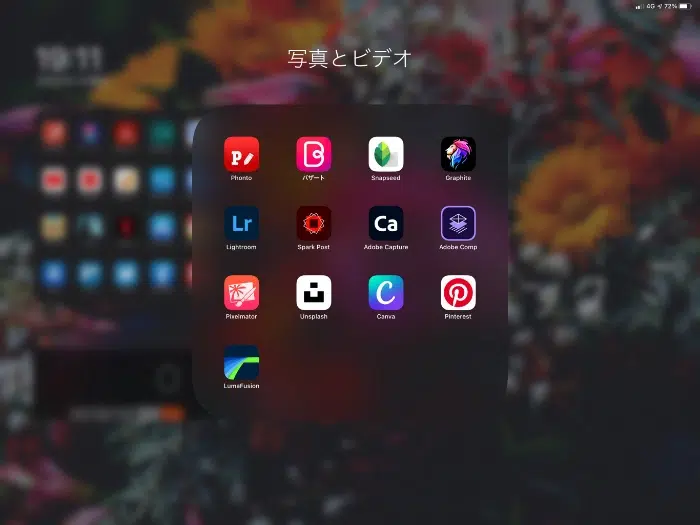 4G 72%
19:11
写真とビデオ
Phonto
バザート
Snapseed
Graphite
Lr
Ca
Lightroom
Spark Post
Adobe Capture
Adobe Comp
Pixelmator
Unsplash
Canva
Pinterest
LumaFusion